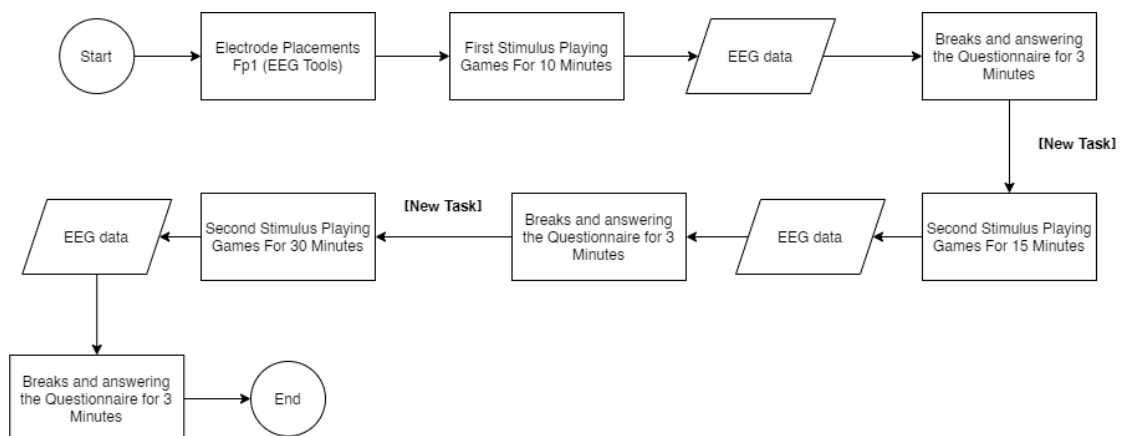 Start
Electrode Placements
Fp1 (EEG Tools)
First Stimulus Playing
Games For 10 Minutes
EEG data
Breaks and answering
the Questionnaire for 3
Minutes
[New Task]
Second Stimulus Playing
Games For 15 Minutes
EEG data
Breaks and answering
the Questionnaire for 3
Minutes
[New Task]
Second Stimulus Playing
Games For 30 Minutes
EEG data
Breaks and answering
the Questionnaire for 3
Minutes
End